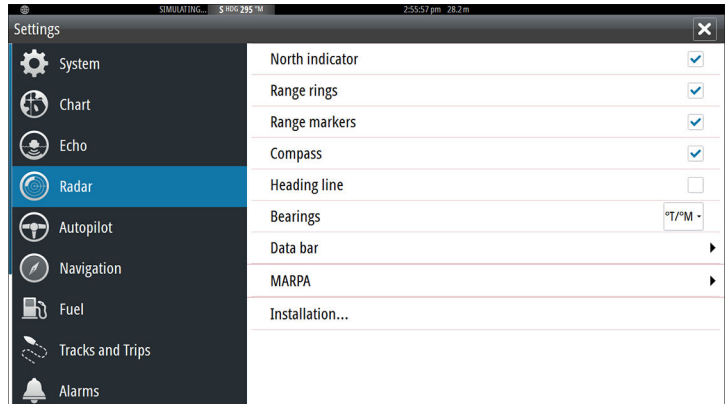 SIMULATING... S HDG 295 °M 2:55:57 pm 28.2 m
Settings
System
Chart
Echo
Radar
Autopilot
Navigation
Fuel
Tracks and Trips
Alarms
North indicator
Range rings
Range markers
Compass
Heading line
Bearings °T/°M
Data bar
MARPA
Installation...